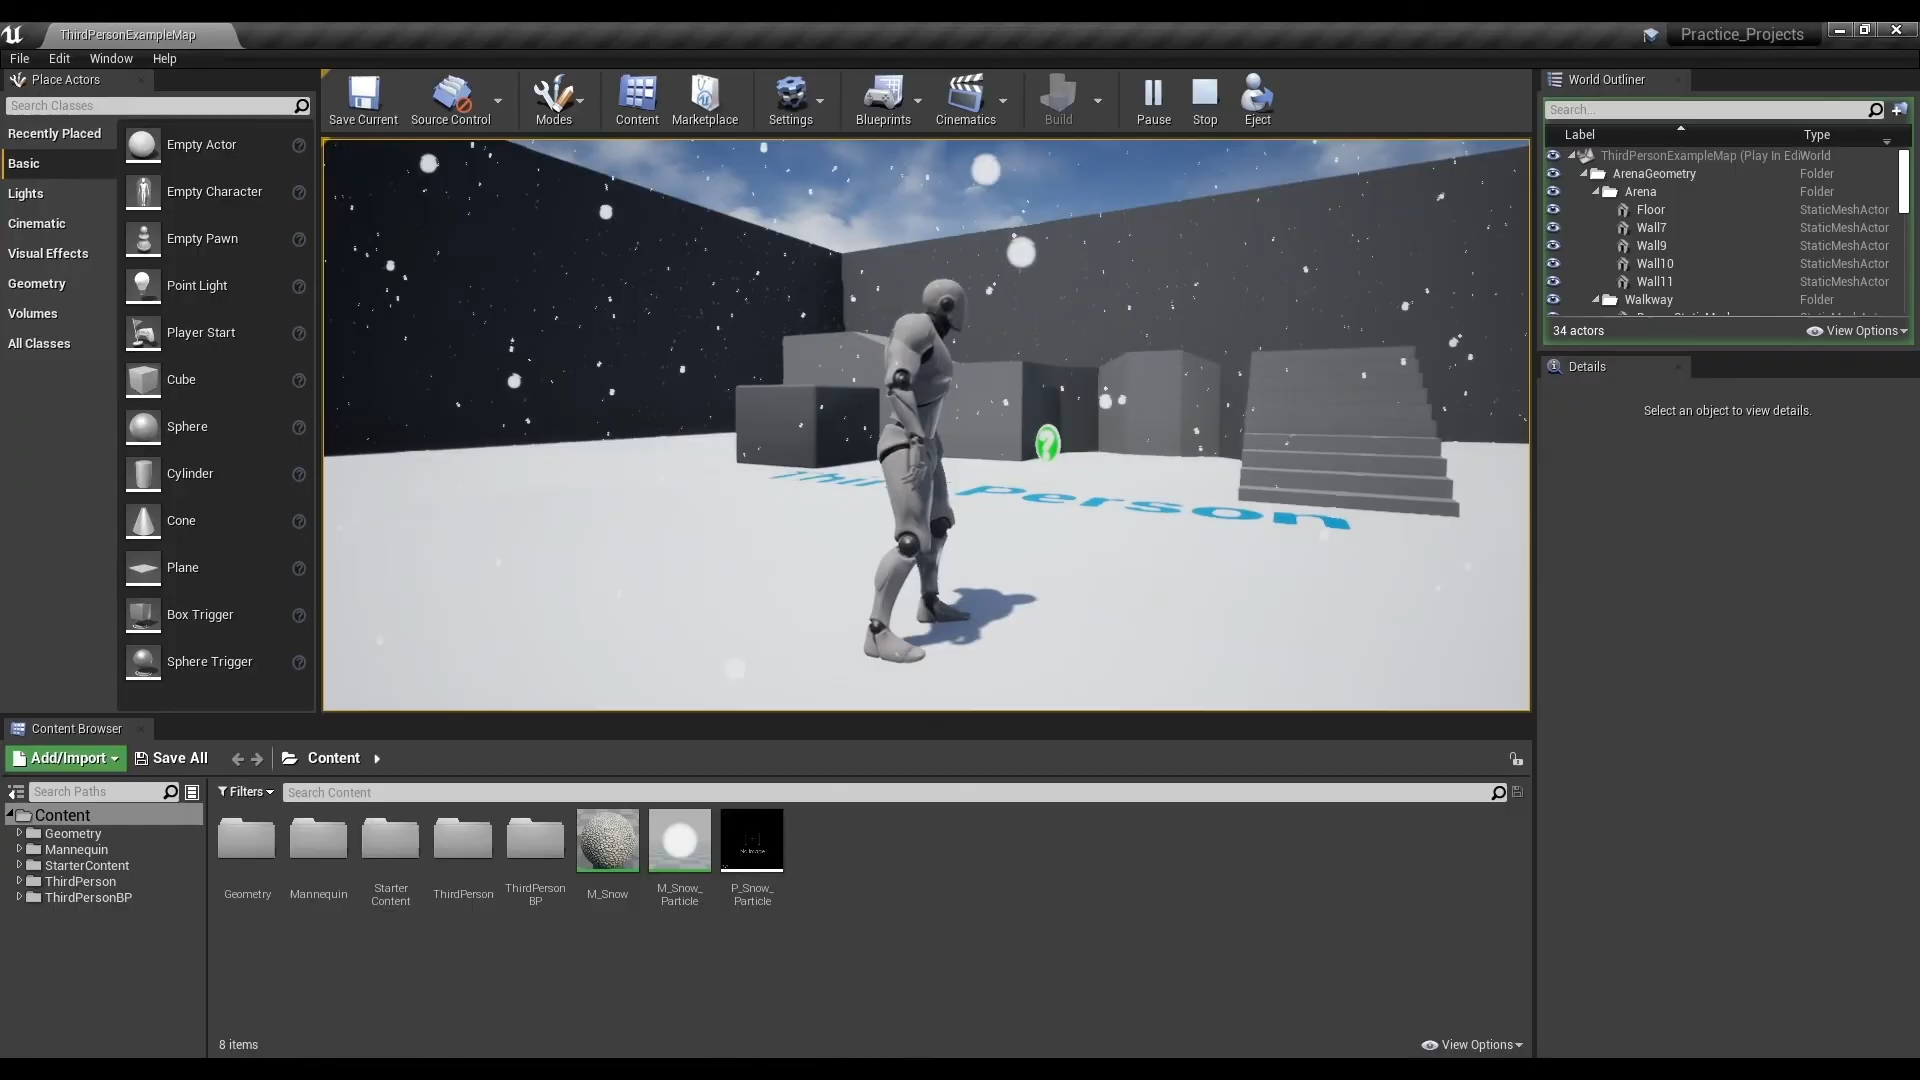 ThirdPersonExampleMap
Practice_Projects
File Edit Window Help
Place Actors
Search Classes
Recently Placed
Basic
Lights
Cinematic
Visual Effects
Geometry
Volumes
All Classes
Empty Actor
Empty Character
Empty Pawn
Point Light
Player Start
Cube
Sphere
Cylinder
Cone
Plane
Box Trigger
Sphere Trigger
Save Current Source Control Modes Content Marketplace Settings Blueprints Cinematics Build Pause Stop Eject
Third person
World Outliner
Search...
Label Type
ThirdPersonExampleMap (Play In Edi World
ArenaGeometry Folder
Arena Folder
Floor StaticMeshActor
Wall7 StaticMeshActor
Wall9 StaticMeshActor
Wall10 StaticMeshActor
Wall11 StaticMeshActor
Walkway Folder
34 actors View Options
Details
Select an object to view details.
Content Browser
Add/Import Save All Content
Search Paths
Content
Geometry
Mannequin
StarterContent
ThirdPerson
ThirdPersonBP
Filters Search Content
Geometry
Mannequin
Starter
Content
ThirdPerson
ThirdPerson
BP
M_Snow
M_Snow_
Particle
No Image
P_Snow_
Particle
8 items View Options